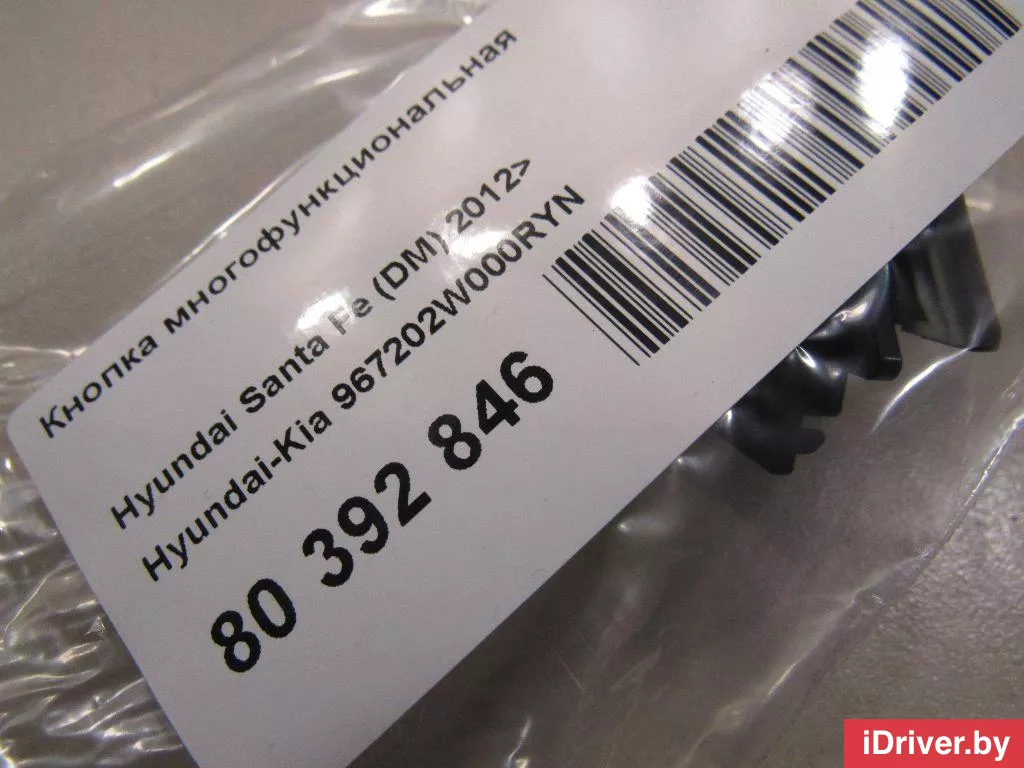 Кнопка многофункциональная
Hyundai Santa Fe (DM) 2012>
Hyundai-Kia 967202W000RYN
80 392 846
iDriver.by